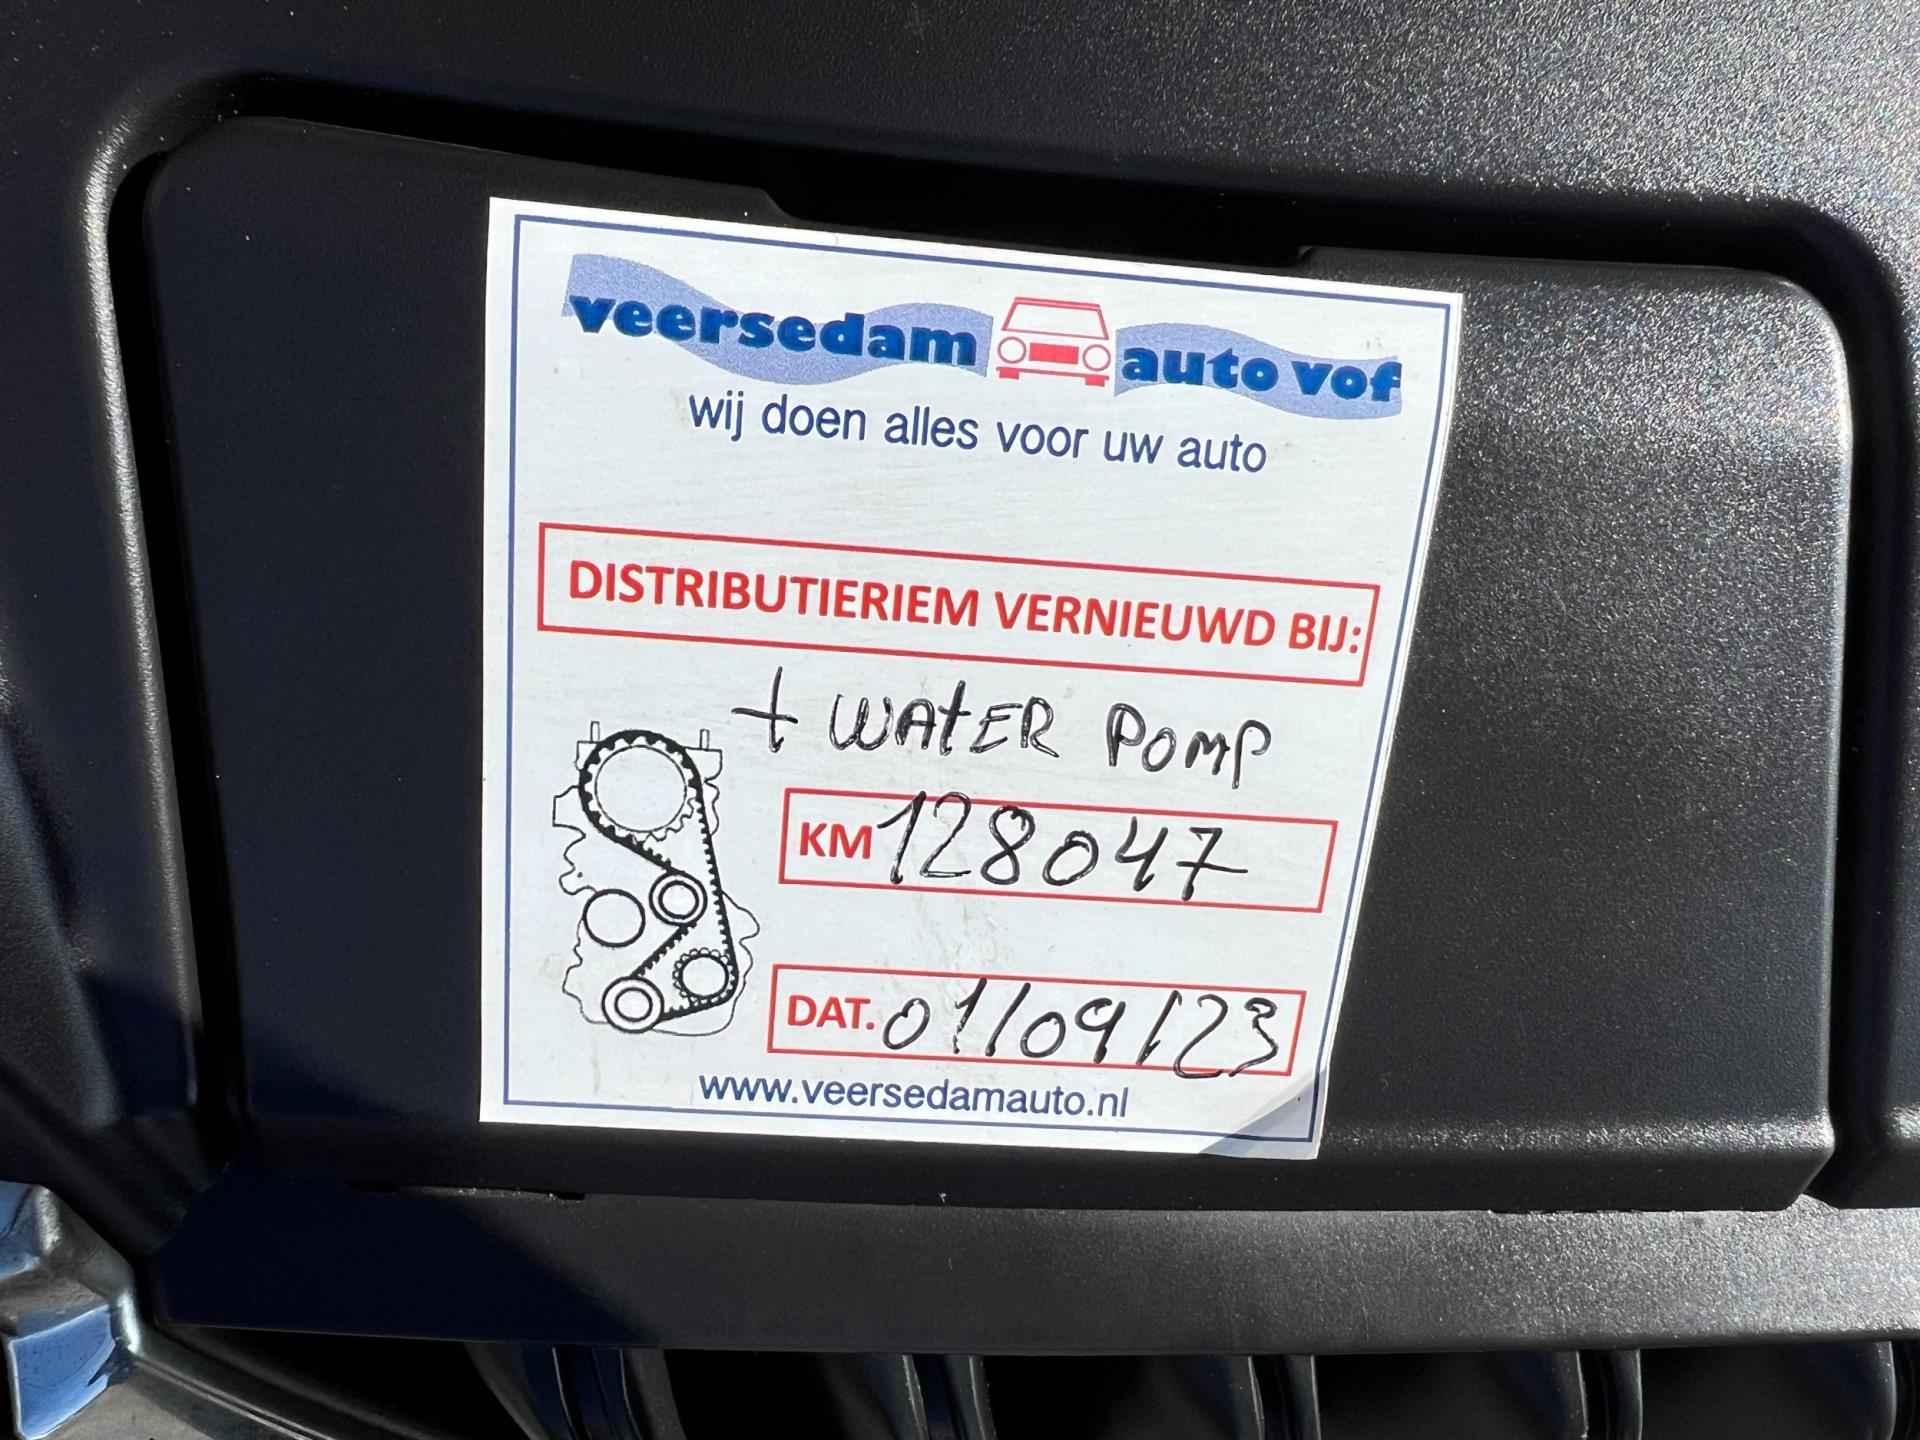 veersedam auto vof
wij doen alles voor uw auto
DISTRIBUTIERIEM VERNIEUWD BIJ:
+ WATER POMP
KM 128047
DAT. 01/09/23
www.veersedamauto.nl